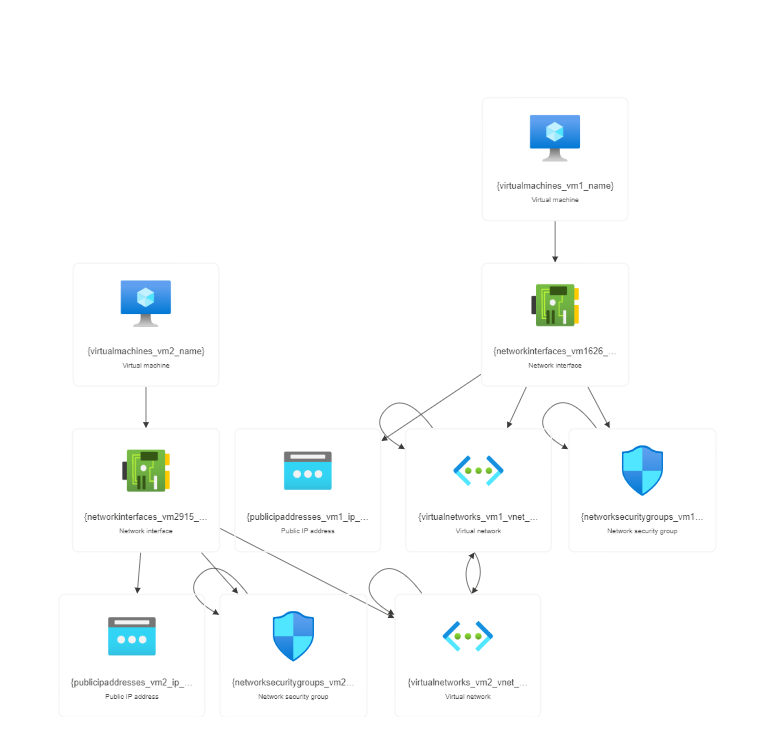 {virtualmachines_vm1_name}
Virtual machine
{virtualmachines_vm2_name}
Virtual machine
{networkinterfaces_vm1626_...
Network interface
{networkinterfaces_vm2915_...
Network interface
{publicipaddresses_vm1_ip_...
Public IP address
{virtualnetworks_vm1_vnet_...
Virtual network
{networksecuritygroups_vm1...
Network security group
{publicipaddresses_vm2_ip_...
Public IP address
{networksecuritygroups_vm2...
Network security group
{virtualnetworks_vm2_vnet_...
Virtual network